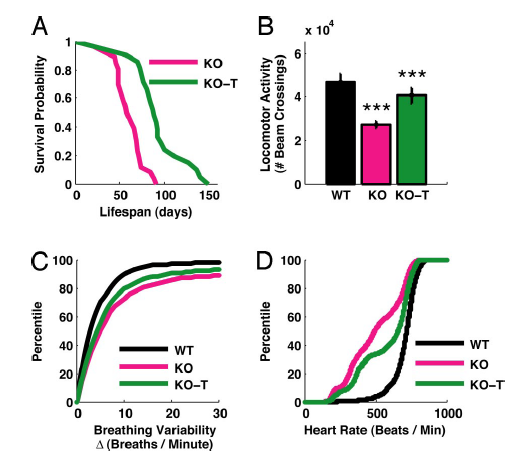 A
1
0.8
0.6
0.4
0.2
0
0 50 100 150
Survival Probability
Lifespan (days)
KO
KO−T
B
x 10^4
6
4
2
0
Locomotor Activity
(# Beam Crossings)
***
***
WT KO KO−T
C
100
80
60
40
20
0
0 10 20 30
Percentile
Breathing Variability
Δ (Breaths / Minute)
WT
KO
KO−T
D
100
80
60
40
20
0
0 500 1000
Percentile
Heart Rate (Beats / Min)
WT
KO
KO−T